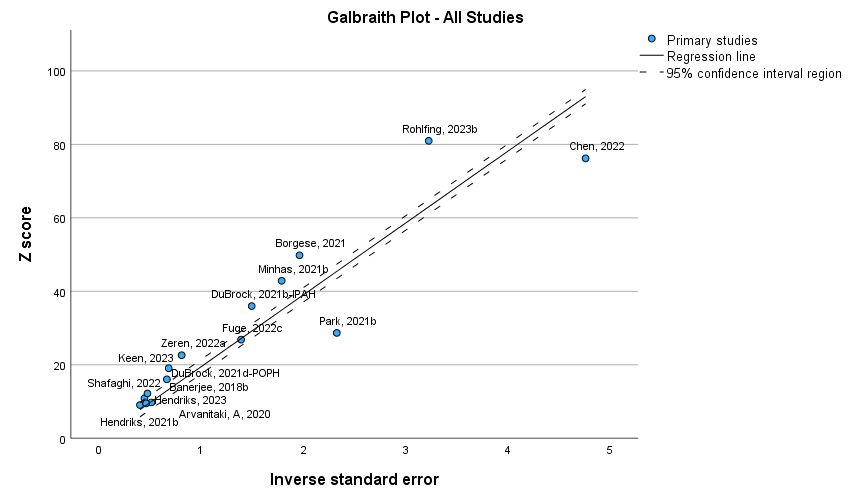 Galbraith Plot - All Studies
Primary studies
Regression line
95% confidence interval region
Z score
100
80
60
40
20
0
Rohlfing, 2023b
Chen, 2022
Borgese, 2021
Minhas, 2021b
DuBrock, 2021b-IPAH
Park, 2021b
Fuge, 2022c
Zeren, 2022a
Keen, 2023
DuBrock, 2021d-POPH
Shafaghi, 2022
Banerjee, 2018b
Hendriks, 2023
Arvanitaki, A, 2020
Hendriks, 2021b
0 1 2 3 4 5
Inverse standard error